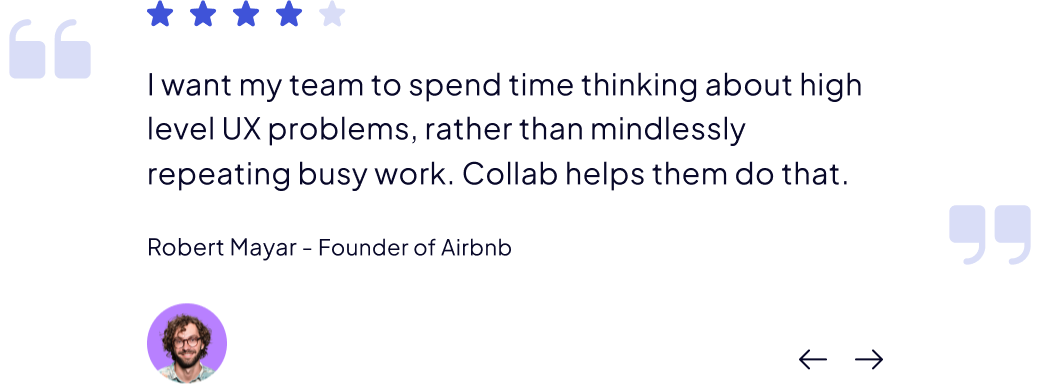 I want my team to spend time thinking about high
level UX problems, rather than mindlessly
repeating busy work. Collab helps them do that.
Robert Mayar - Founder of Airbnb